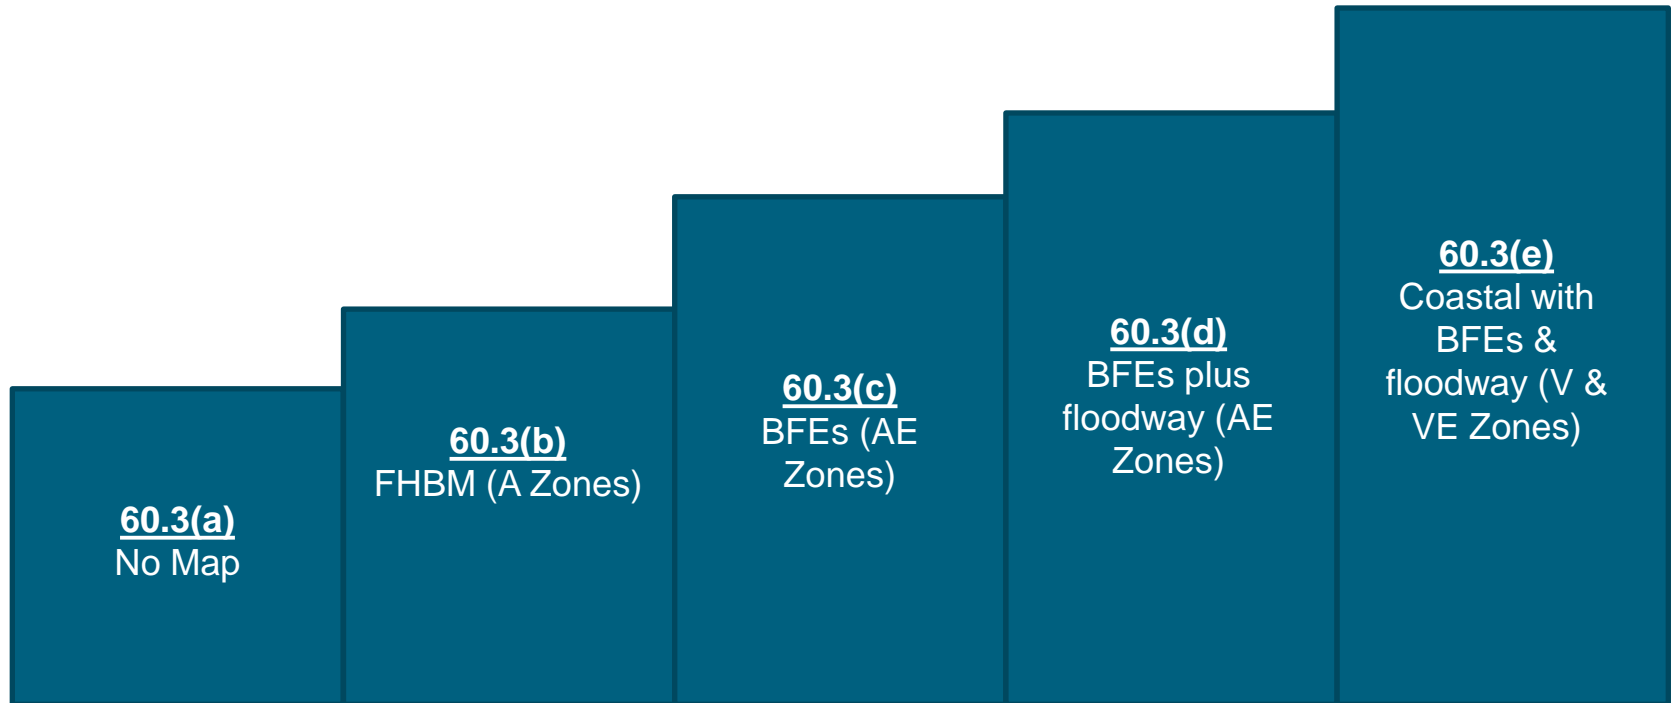 60.3(a)
No Map
60.3(b)
FHBM (A Zones)
60.3(c)
BFEs (AE
Zones)
60.3(d)
BFEs plus
floodway (AE
Zones)
60.3(e)
Coastal with
BFEs &
floodway (V &
VE Zones)